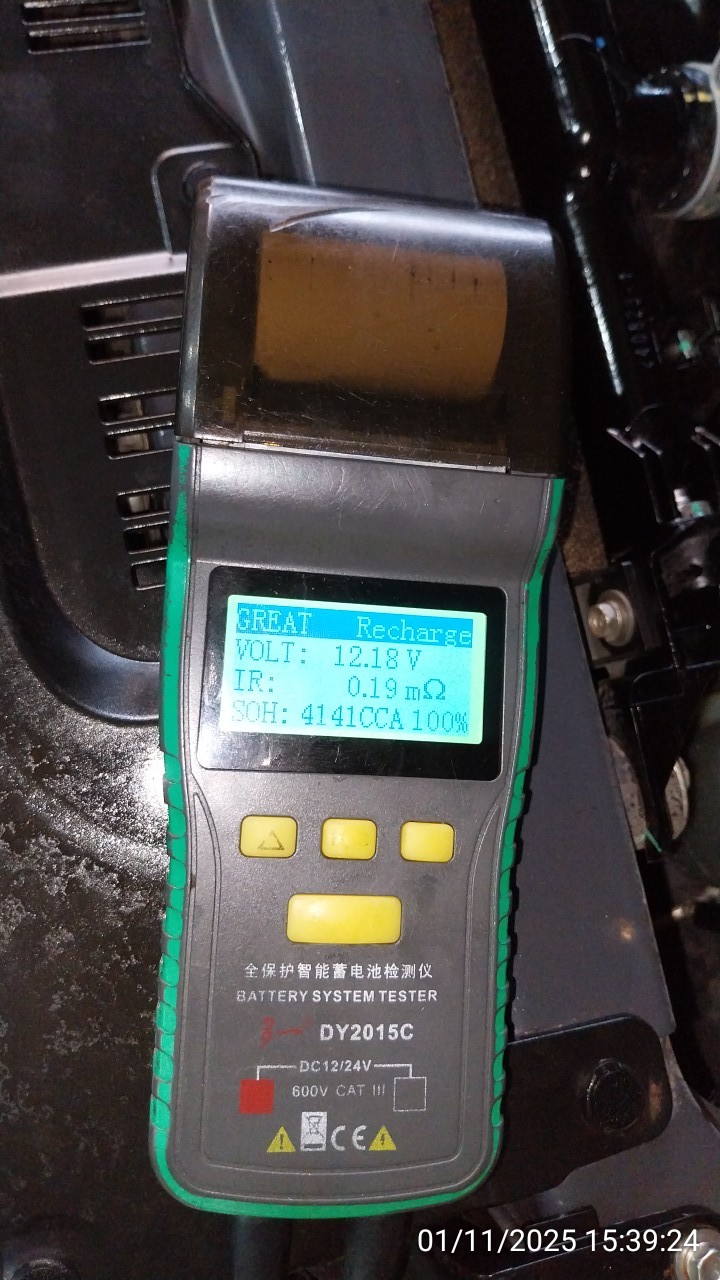 GREAT Recharge
VOLT: 12.18 V
IR: 0.19 mΩ
SOH: 4141CCA 100%
全保护智能蓄电池检测仪
BATTERY SYSTEM TESTER
DY2015C
DC12/24V
600V CAT III
CE
01/11/2025 15:39:24